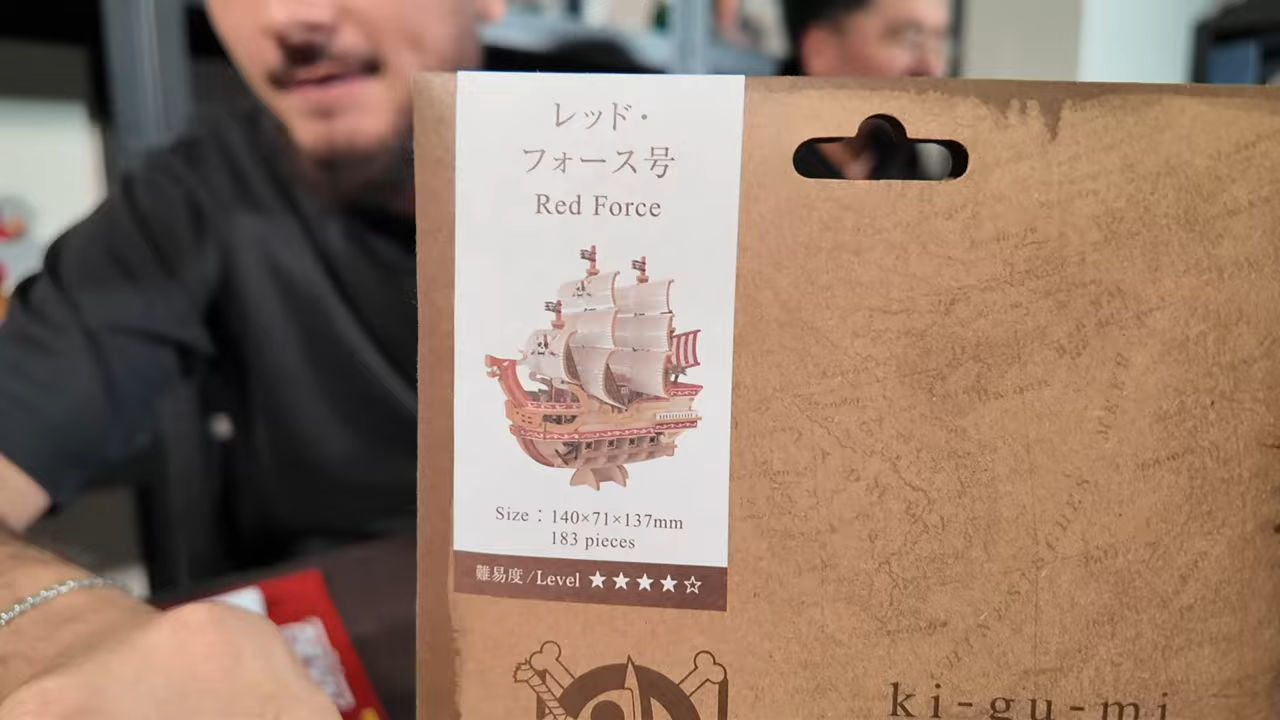 レッド・
フォース号
Red Force
Size：140×71×137mm
183 pieces
難易度/Level ★★★★☆
ki-gu-mi